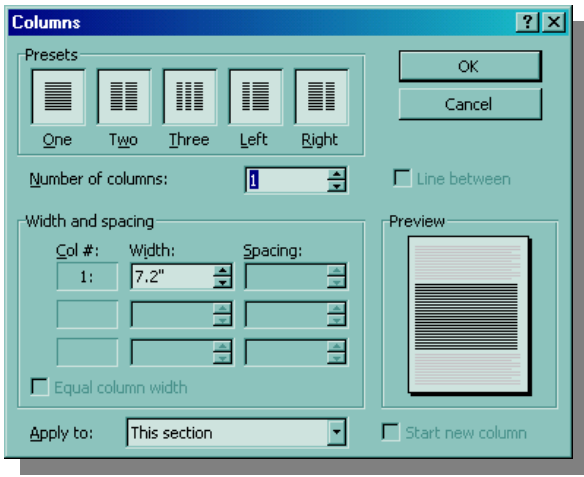 Columns
Presets
OK
Cancel
One Two Three Left Right
Number of columns: 1
Line between
Width and spacing
Preview
Col #: Width: Spacing:
1: 7.2"
Equal column width
Apply to: This section
Start new column